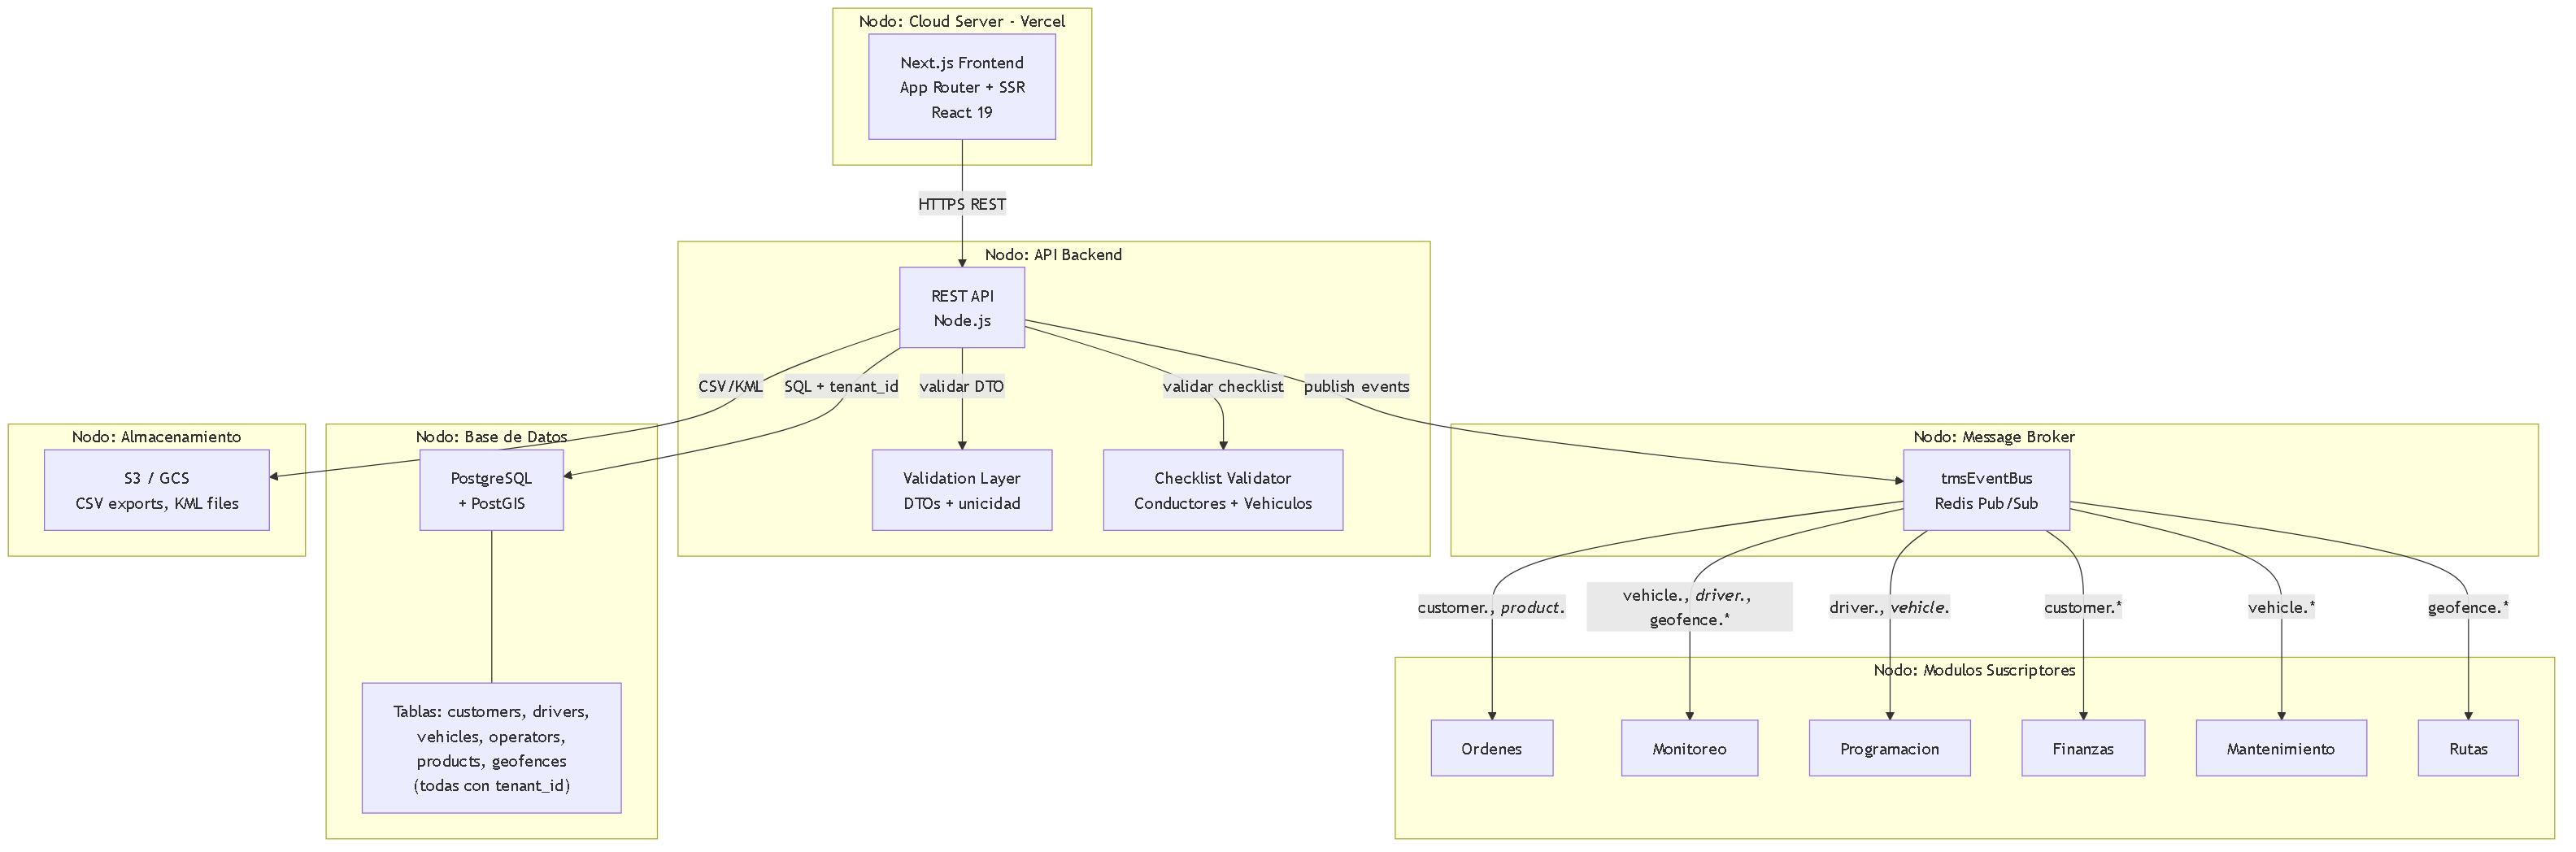 Nodo: Cloud Server - Vercel
Next.js Frontend
App Router + SSR
React 19
HTTPS REST
Nodo: API Backend
REST API
Node.js
CSV/KML
SQL + tenant_id
validar DTO
validar checklist
publish events
Nodo: Almacenamiento
S3 / GCS
CSV exports, KML files
Nodo: Base de Datos
PostgreSQL
+ PostGIS
Validation Layer
DTOs + unicidad
Checklist Validator
Conductores + Vehiculos
Nodo: Message Broker
tmsEventBus
Redis Pub/Sub
customer., product.
vehicle., driver.,
geofence.*
driver., vehicle.
customer.*
vehicle.*
geofence.*
Tablas: customers, drivers,
vehicles, operators,
products, geofences
(todas con tenant_id)
Nodo: Modulos Suscriptores
Ordenes
Monitoreo
Programacion
Finanzas
Mantenimiento
Rutas